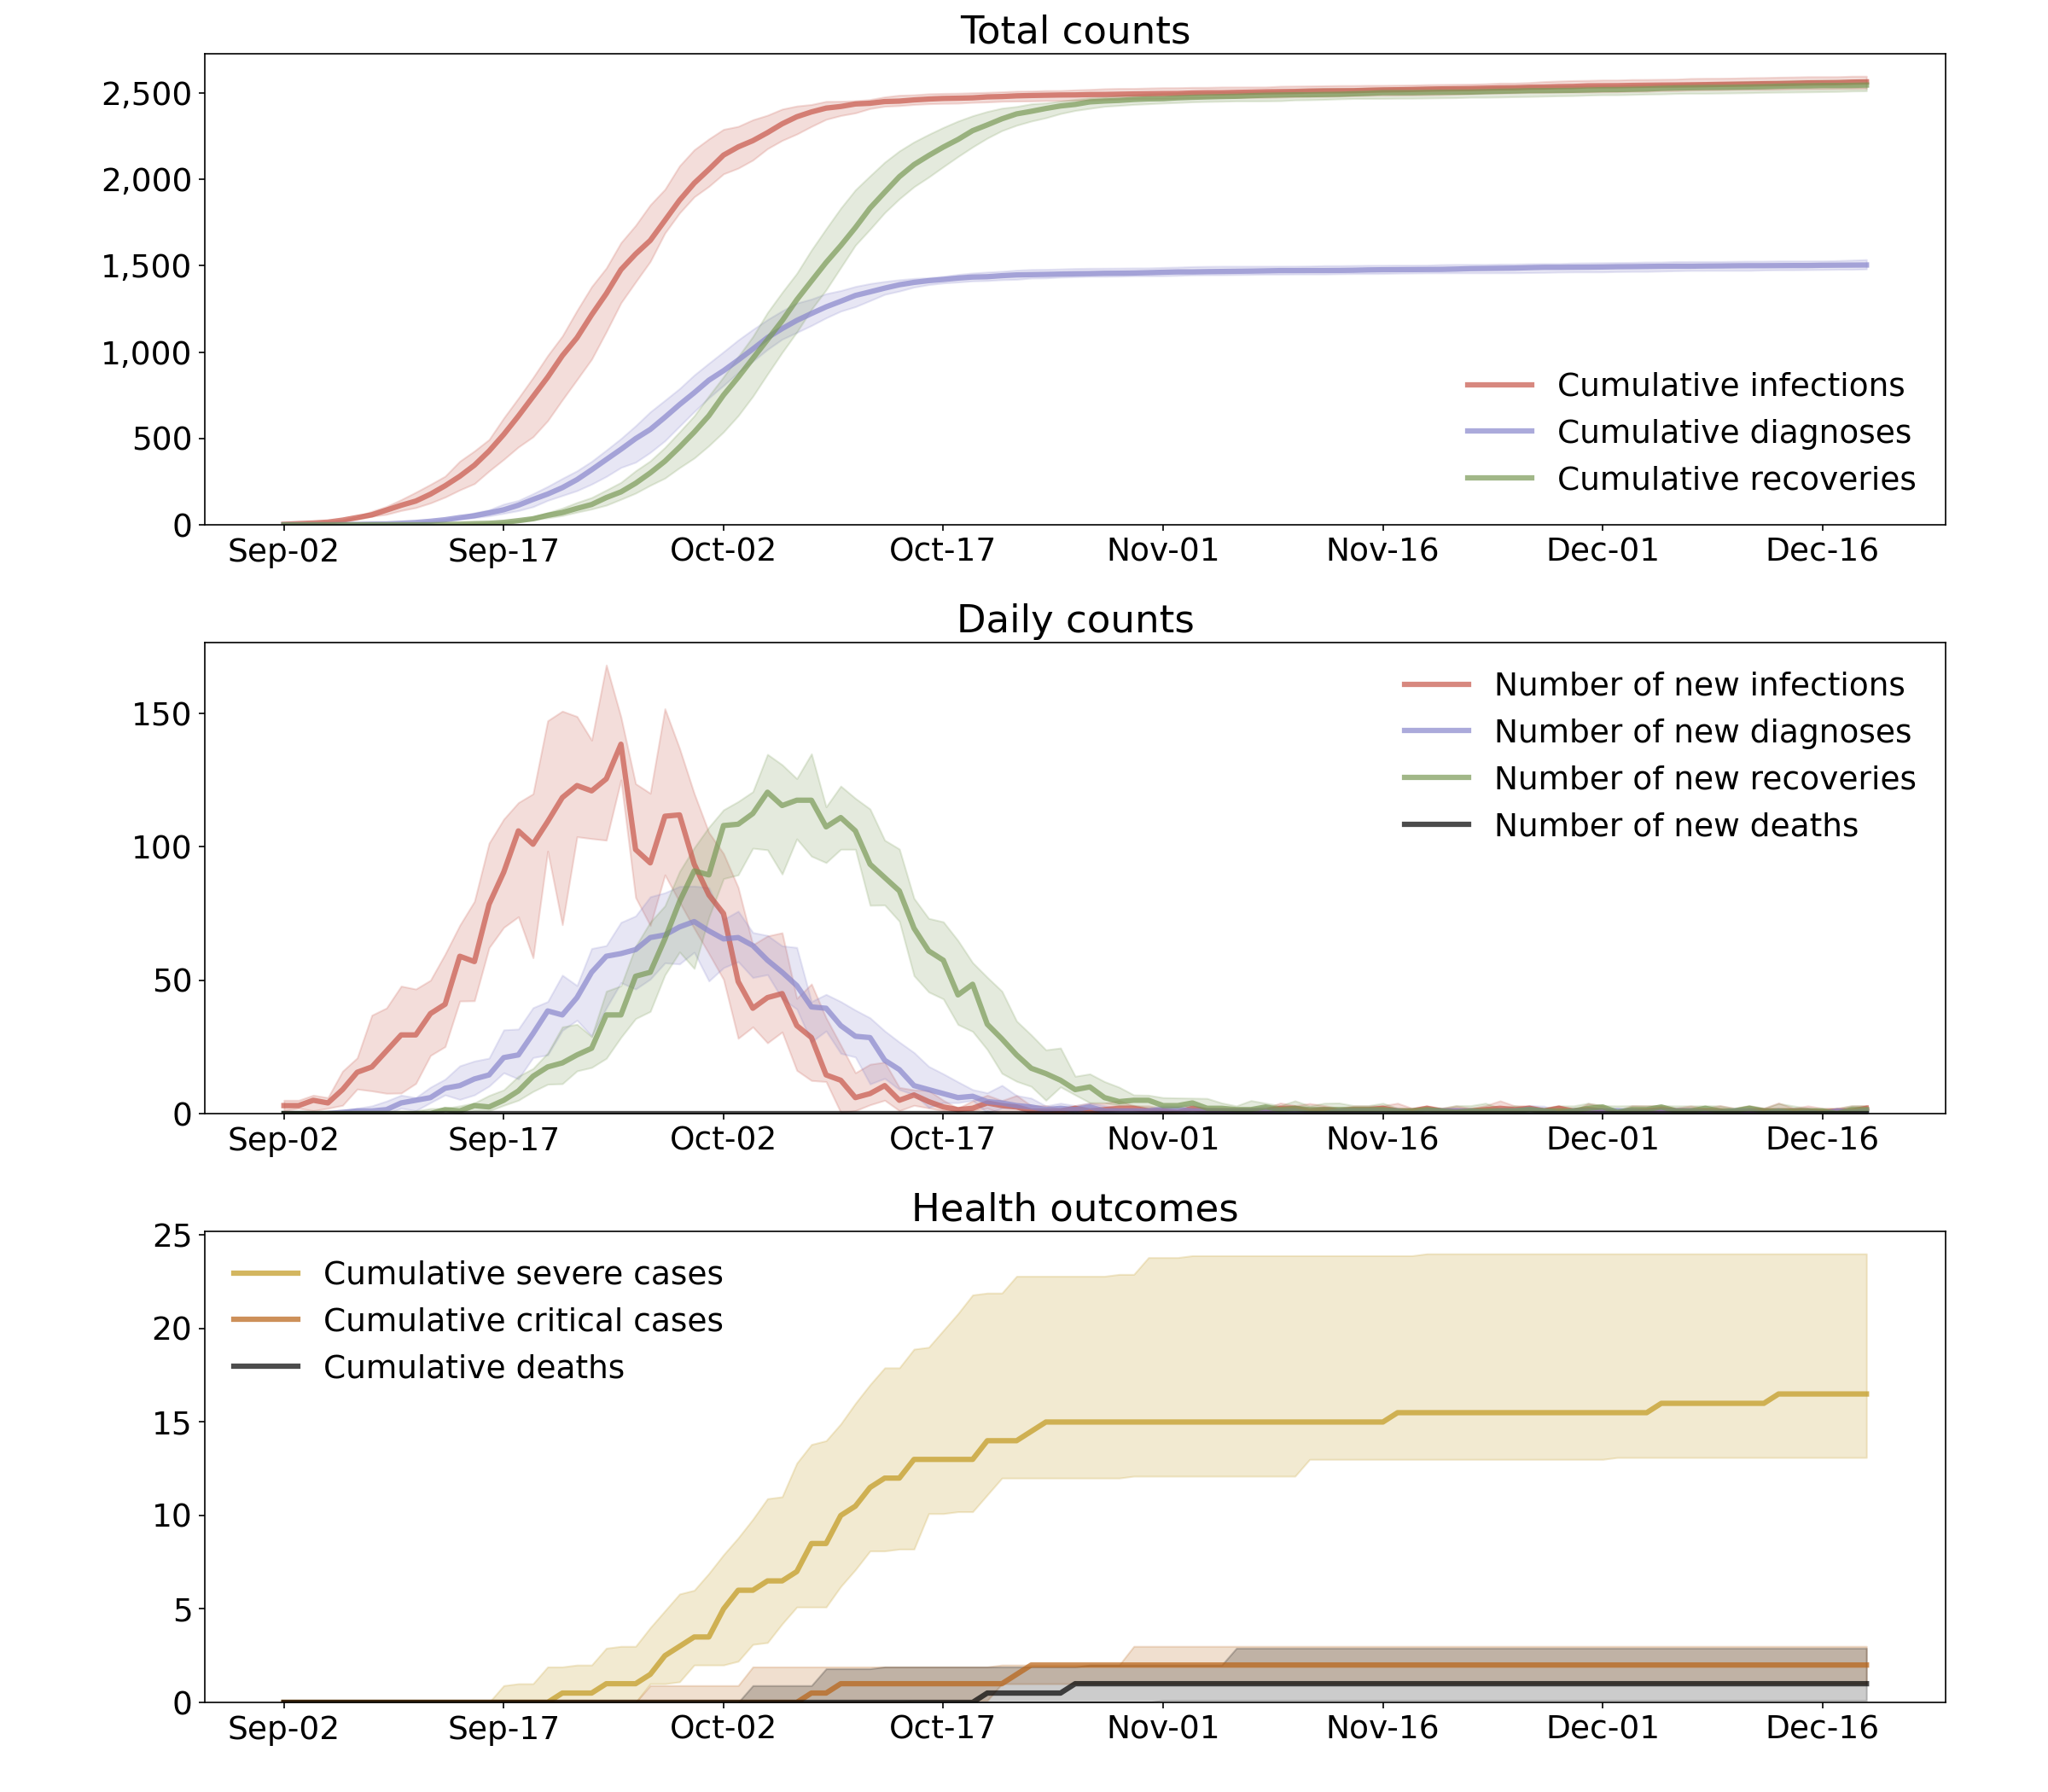 Total counts
2,500
2,000
1,500
1,000
500
0
Cumulative infections
Cumulative diagnoses
Cumulative recoveries
Sep-02 Sep-17 Oct-02 Oct-17 Nov-01 Nov-16 Dec-01 Dec-16
Daily counts
150
100
50
0
Number of new infections
Number of new diagnoses
Number of new recoveries
Number of new deaths
Sep-02 Sep-17 Oct-02 Oct-17 Nov-01 Nov-16 Dec-01 Dec-16
Health outcomes
25
20
15
10
5
0
Cumulative severe cases
Cumulative critical cases
Cumulative deaths
Sep-02 Sep-17 Oct-02 Oct-17 Nov-01 Nov-16 Dec-01 Dec-16